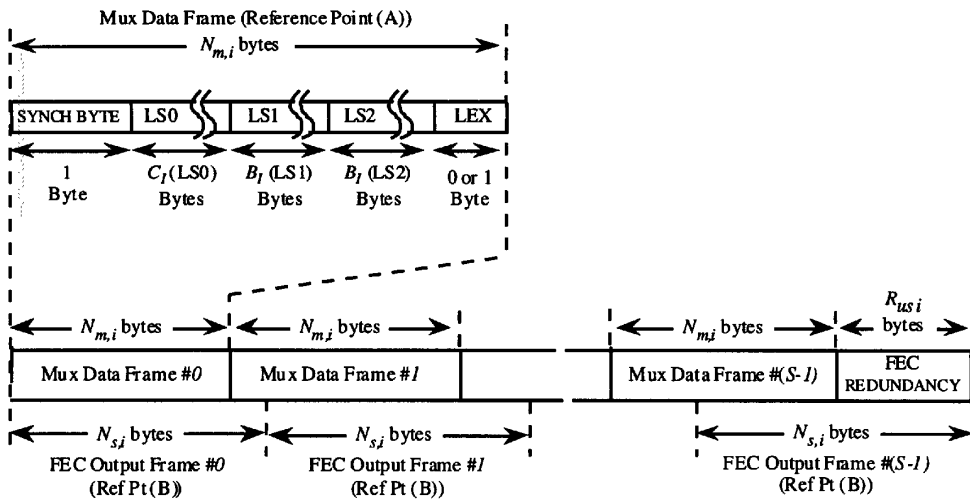 Mux Data Frame (Reference Point (A))
N_{m,i} bytes
SYNCH BYTE LS0 LS1 LS2 LEX
1 C_I (LS0) B_I (LS1) B_I (LS2) 0 or 1
Byte Bytes Bytes Bytes Byte
R_{us i}
N_{m,i} bytes N_{m,i} bytes N_{m,i} bytes bytes
Mux Data Frame #0 Mux Data Frame #1 Mux Data Frame #(S-1) FEC
REDUNDANCY
N_{s,i} bytes N_{s,i} bytes N_{s,i} bytes
FEC Output Frame #0 FEC Output Frame #1 FEC Output Frame #(S-1)
(Ref Pt (B)) (Ref Pt (B)) (Ref Pt (B))